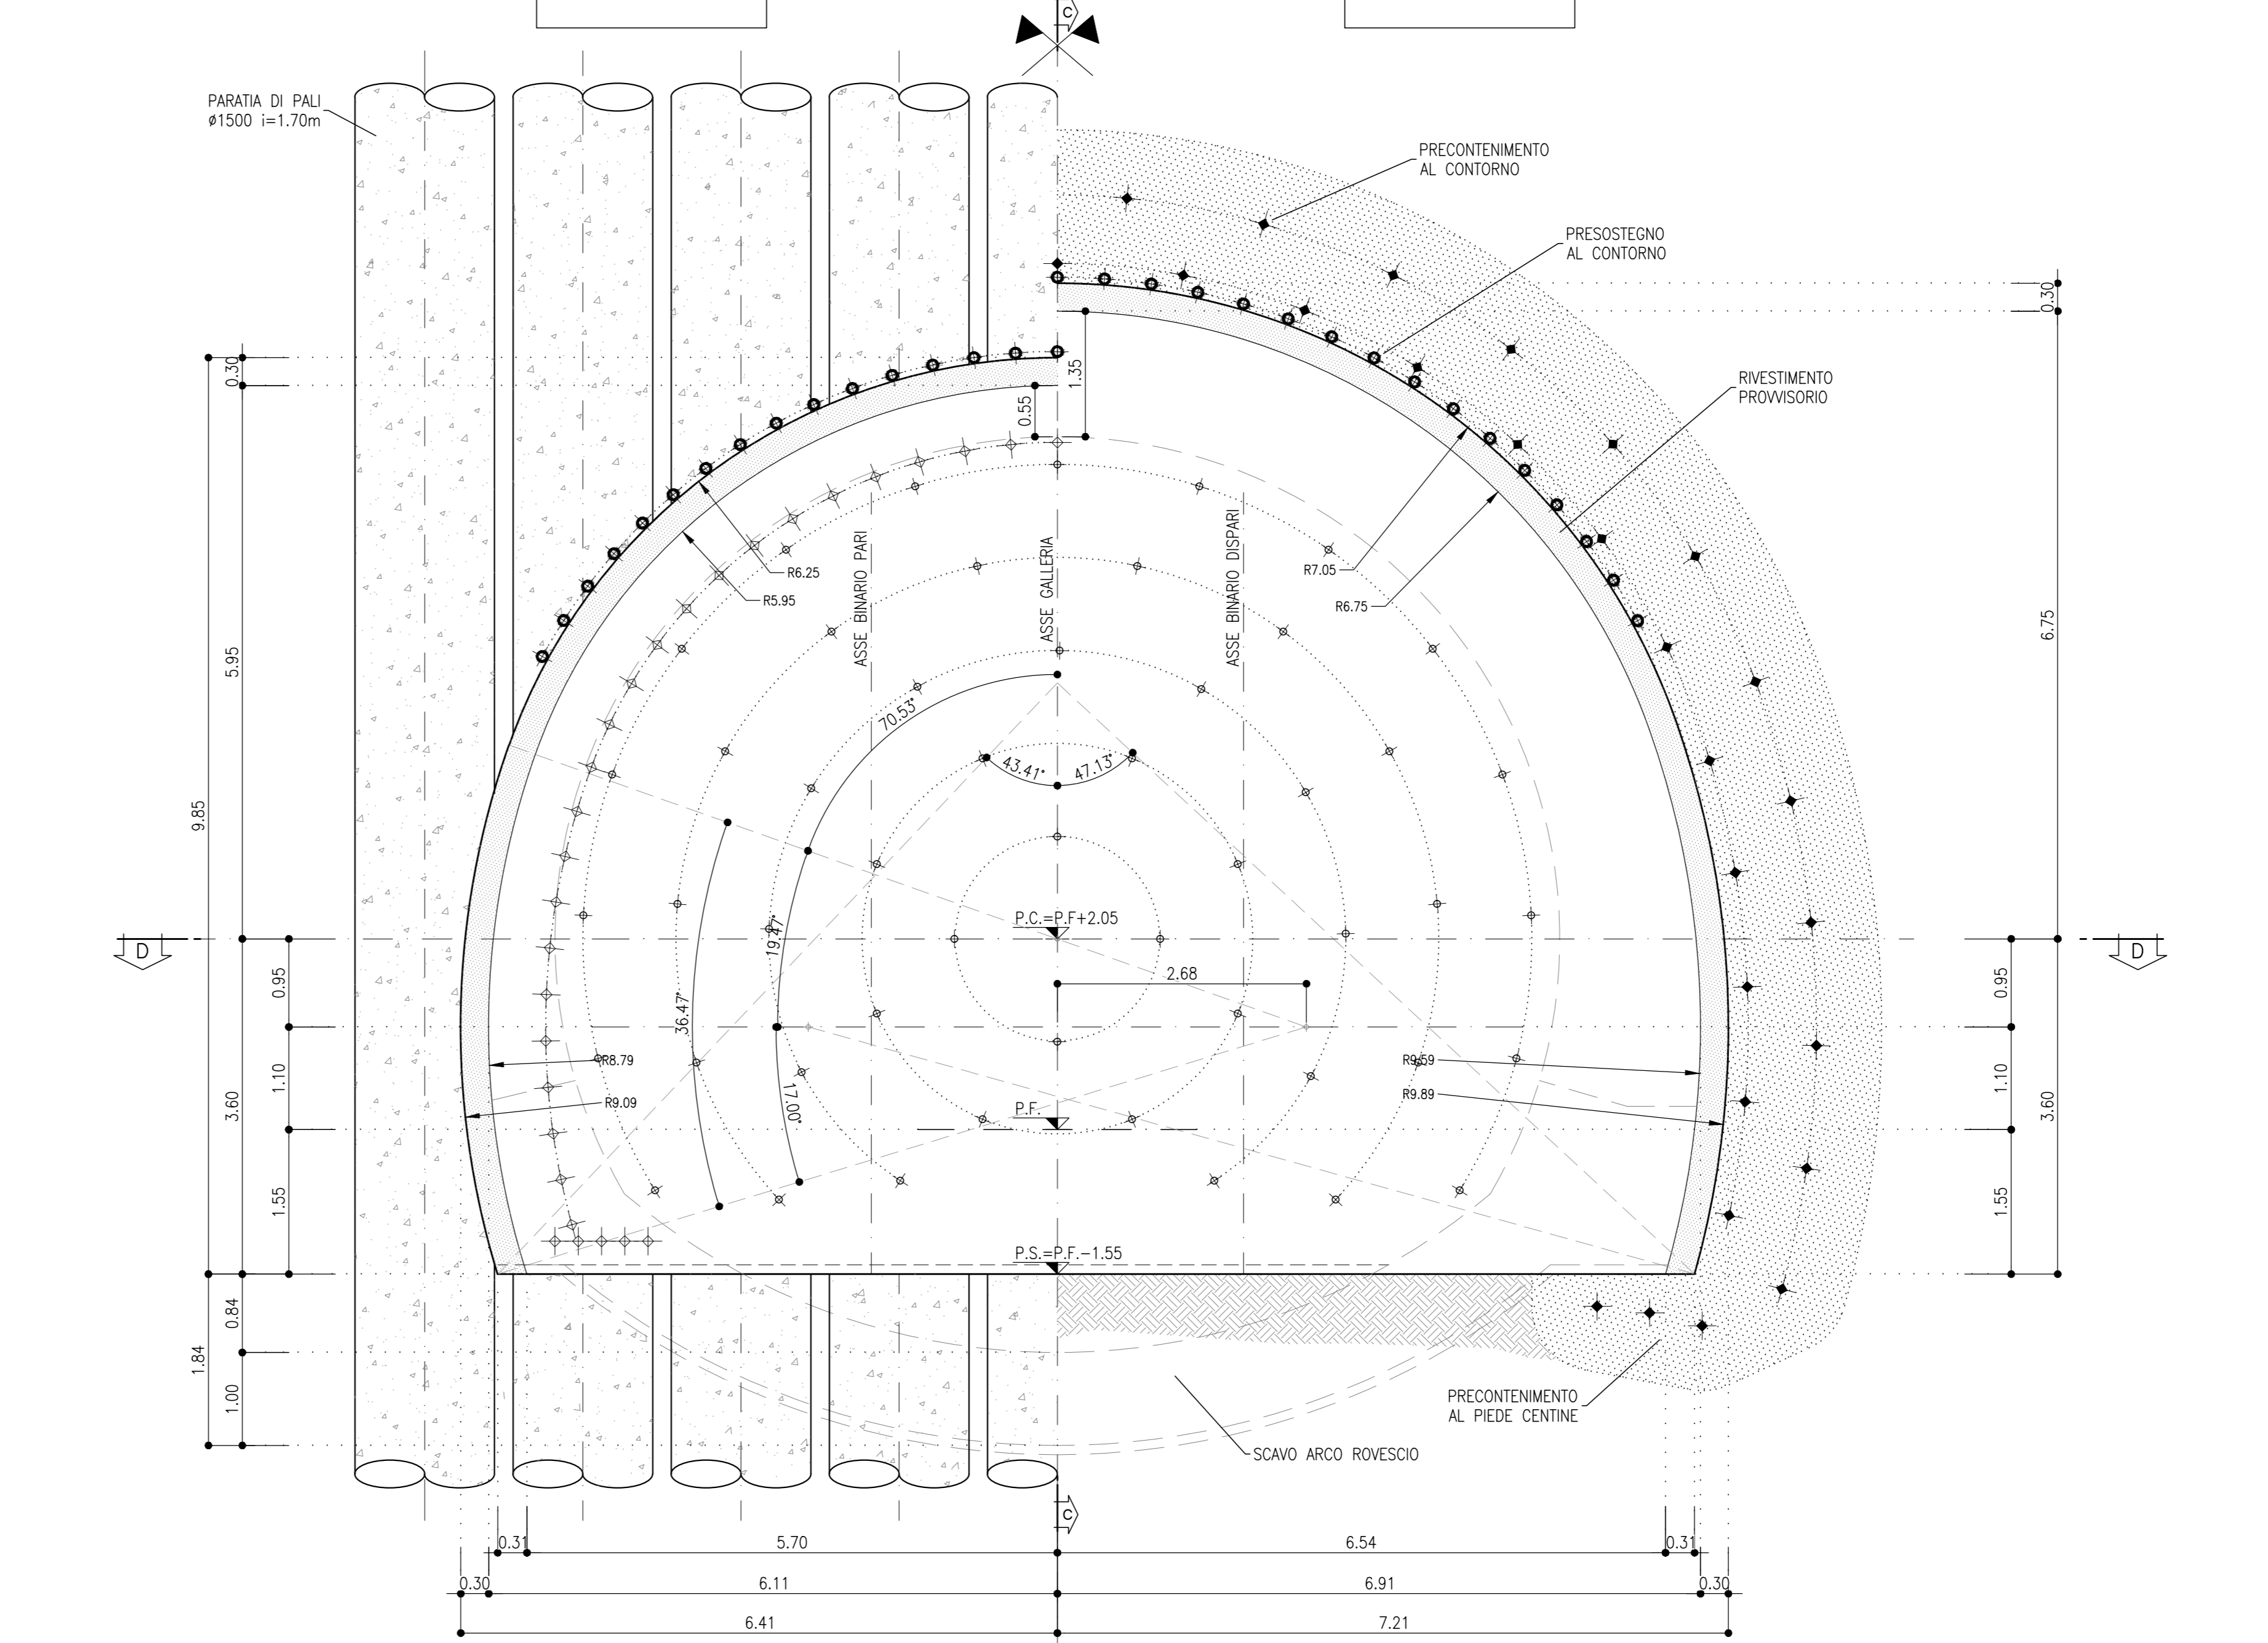 C
PARATIA DI PALI
ø1500 i=1.70m
PRECONTENIMENTO
AL CONTORNO
PRESOSTEGNO
AL CONTORNO
0.30
0.30
1.35
RIVESTIMENTO
PROVVISORIO
0.55
ASSE BINARIO PARI
ASSE GALLERIA
ASSE BINARIO DISPARI
R6.25
R5.95
R7.05
R6.75
5.95
6.75
70.53°
43.41°
47.13°
9.85
P.C.=P.F+2.05
D
D
19.47°
2.68
0.95
0.95
36.47°
R8.79
R9.59
1.10
1.10
R9.09
R9.89
17.00°
P.F.
3.60
3.60
1.55
1.55
P.S.=P.F.-1.55
0.84
1.84
1.00
PRECONTENIMENTO
AL PIEDE CENTINE
SCAVO ARCO ROVESCIO
C
0.31
5.70
6.54
0.31
0.30
6.11
6.91
0.30
6.41
7.21